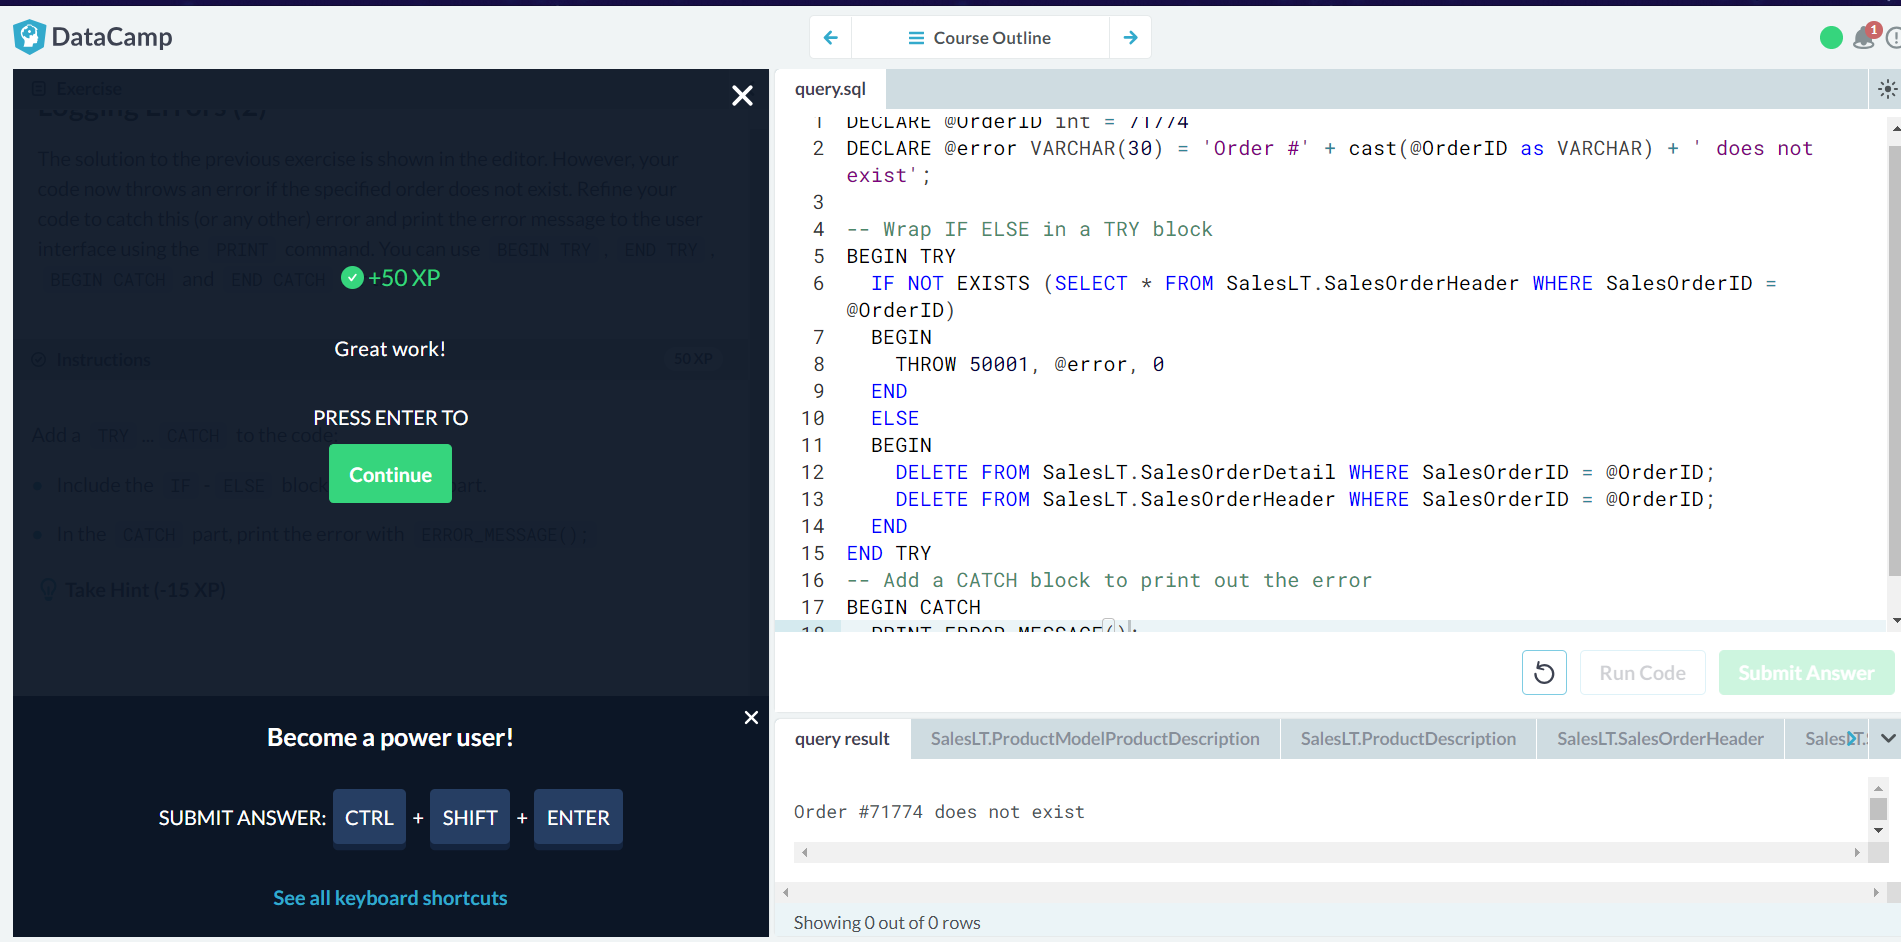 DataCamp
Course Outline
1
Exercise
Logging Errors (2)
The solution to the previous exercise is shown in the editor. However, your
code now throws an error if the specified order does not exist. Refine your
code to catch this (or any other) error and print the error message to the user
interface using the PRINT command. You can use BEGIN TRY, END TRY,
BEGIN CATCH and END CATCH
+50 XP
Great work!
Instructions
50 XP
PRESS ENTER TO
Add a TRY ... CATCH to the code:
Continue
Include the IF - ELSE block part.
In the CATCH part, print the error with ERROR_MESSAGE();
Take Hint (-15 XP)
Become a power user!
SUBMIT ANSWER: CTRL + SHIFT + ENTER
See all keyboard shortcuts
query.sql
1 DECLARE @OrderID int = 71774
2 DECLARE @error VARCHAR(30) = 'Order #' + cast(@OrderID as VARCHAR) + ' does not
exist';
3
4 -- Wrap IF ELSE in a TRY block
5 BEGIN TRY
6 IF NOT EXISTS (SELECT * FROM SalesLT.SalesOrderHeader WHERE SalesOrderID =
@OrderID)
7 BEGIN
8 THROW 50001, @error, 0
9 END
10 ELSE
11 BEGIN
12 DELETE FROM SalesLT.SalesOrderDetail WHERE SalesOrderID = @OrderID;
13 DELETE FROM SalesLT.SalesOrderHeader WHERE SalesOrderID = @OrderID;
14 END
15 END TRY
16 -- Add a CATCH block to print out the error
17 BEGIN CATCH
18 PRINT ERROR_MESSAGE();
Run Code
Submit Answer
query result
SalesLT.ProductModelProductDescription
SalesLT.ProductDescription
SalesLT.SalesOrderHeader
SalesLT.
Order #71774 does not exist
Showing 0 out of 0 rows